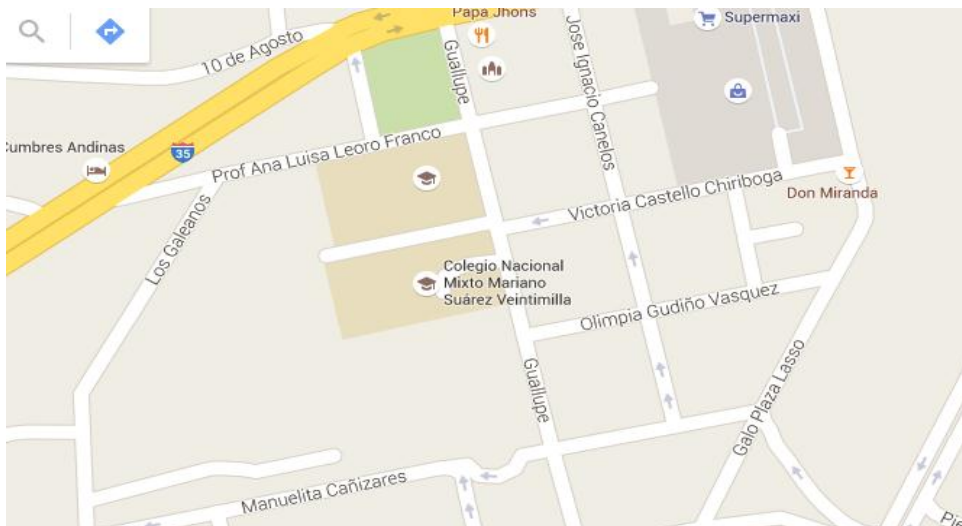 Papa Jhons
Supermaxi
10 de Agosto
Guallupe
Jose Ignacio Canelos
Cumbres Andinas
35
Prof Ana Luisa Leoro Franco
Victoria Castello Chiriboga
Don Miranda
Los Galeanos
Colegio Nacional
Mixto Mariano
Suárez Veintimilla
Olimpia Gudiño Vasquez
Guallupe
Galo Plaza Lasso
Manuelita Cañizares